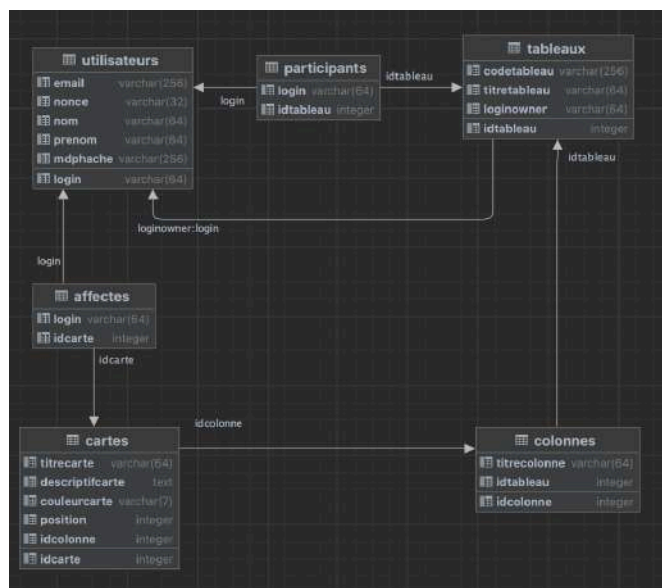 utilisateurs
email varchar(256)
nonce varchar(32)
nom varchar(64)
prenom varchar(64)
mdphache varchar(256)
login varchar(64)
participants
login varchar(64)
idtableau integer
tableaux
codetableau varchar(256)
titretableau varchar(64)
loginowner varchar(64)
idtableau integer
login
idtableau
idtableau
loginowner:login
login
affectes
login varchar(64)
idcarte integer
idcarte
idcolonne
cartes
titrecarte varchar(64)
descriptifcarte text
couleurcarte varchar(7)
position integer
idcolonne integer
idcarte integer
colonnes
titrecolonne varchar(64)
idtableau integer
idcolonne integer